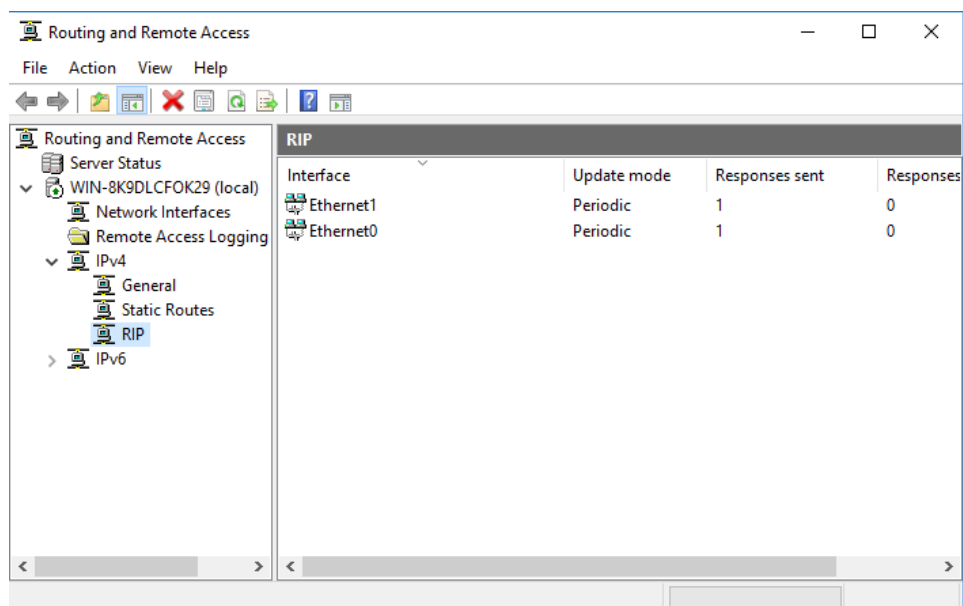 Routing and Remote Access
File Action View Help
Routing and Remote Access
Server Status
WIN-8K9DLCFOK29 (local)
Network Interfaces
Remote Access Logging
IPv4
General
Static Routes
RIP
IPv6
RIP
Interface Update mode Responses sent Responses
Ethernet1 Periodic 1 0
Ethernet0 Periodic 1 0